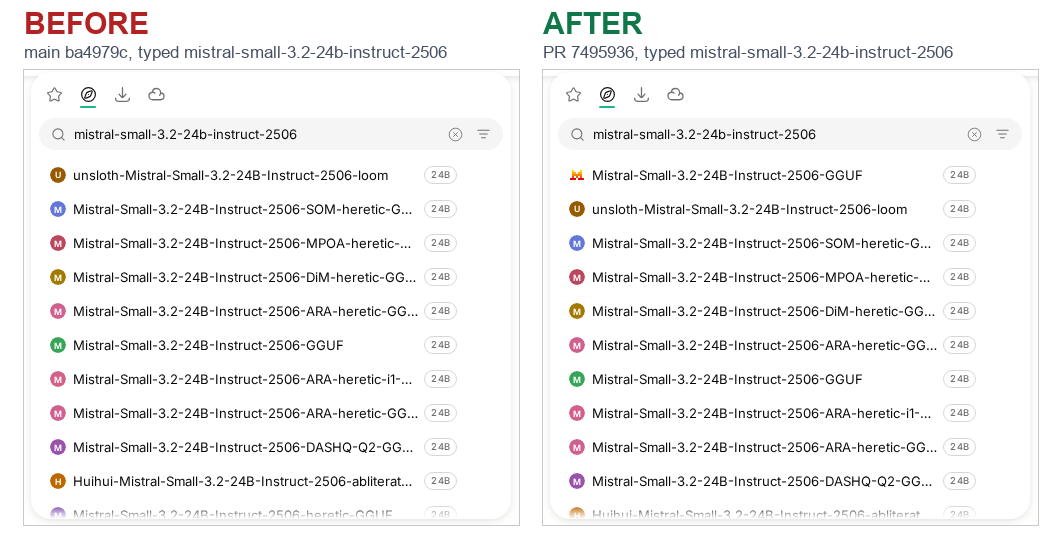 BEFORE
main ba4979c, typed mistral-small-3.2-24b-instruct-2506
mistral-small-3.2-24b-instruct-2506
U unsloth-Mistral-Small-3.2-24B-Instruct-2506-loom 24B
M Mistral-Small-3.2-24B-Instruct-2506-SOM-heretic-G... 24B
M Mistral-Small-3.2-24B-Instruct-2506-MPOA-heretic-... 24B
M Mistral-Small-3.2-24B-Instruct-2506-DiM-heretic-GG... 24B
M Mistral-Small-3.2-24B-Instruct-2506-ARA-heretic-GG... 24B
M Mistral-Small-3.2-24B-Instruct-2506-GGUF 24B
M Mistral-Small-3.2-24B-Instruct-2506-ARA-heretic-i1-... 24B
M Mistral-Small-3.2-24B-Instruct-2506-ARA-heretic-GG... 24B
M Mistral-Small-3.2-24B-Instruct-2506-DASHQ-Q2-GG... 24B
H Huihui-Mistral-Small-3.2-24B-Instruct-2506-abliterat... 24B
M Mistral-Small-3.2-24B-Instruct-2506-heretic-GGUF 24B
AFTER
PR 7495936, typed mistral-small-3.2-24b-instruct-2506
mistral-small-3.2-24b-instruct-2506
Mistral-Small-3.2-24B-Instruct-2506-GGUF 24B
U unsloth-Mistral-Small-3.2-24B-Instruct-2506-loom 24B
M Mistral-Small-3.2-24B-Instruct-2506-SOM-heretic-G... 24B
M Mistral-Small-3.2-24B-Instruct-2506-MPOA-heretic-... 24B
M Mistral-Small-3.2-24B-Instruct-2506-DiM-heretic-GG... 24B
M Mistral-Small-3.2-24B-Instruct-2506-ARA-heretic-GG... 24B
M Mistral-Small-3.2-24B-Instruct-2506-GGUF 24B
M Mistral-Small-3.2-24B-Instruct-2506-ARA-heretic-i1-... 24B
M Mistral-Small-3.2-24B-Instruct-2506-ARA-heretic-GG... 24B
M Mistral-Small-3.2-24B-Instruct-2506-DASHQ-Q2-GG... 24B
H Huihui-Mistral-Small-3.2-24B-Instruct-2506-abliterat... 24B